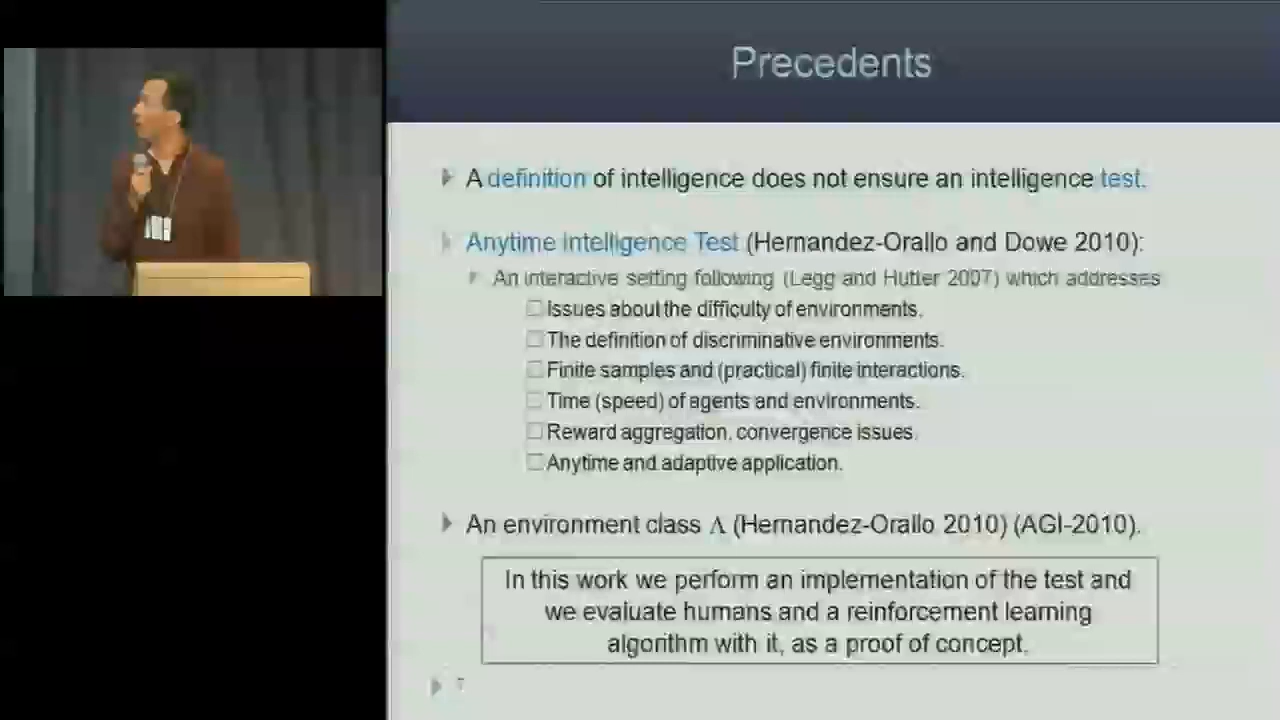 Precedents
A definition of intelligence does not ensure an intelligence test.
Anytime Intelligence Test (Hernandez-Orallo and Dowe 2010):
An interactive setting following (Legg and Hutter 2007) which addresses
Issues about the difficulty of environments.
The definition of discriminative environments.
Finite samples and (practical) finite interactions.
Time (speed) of agents and environments.
Reward aggregation, convergence issues.
Anytime and adaptive application.
An environment class Λ (Hernandez-Orallo 2010) (AGI-2010).
In this work we perform an implementation of the test and
we evaluate humans and a reinforcement learning
algorithm with it, as a proof of concept.
7